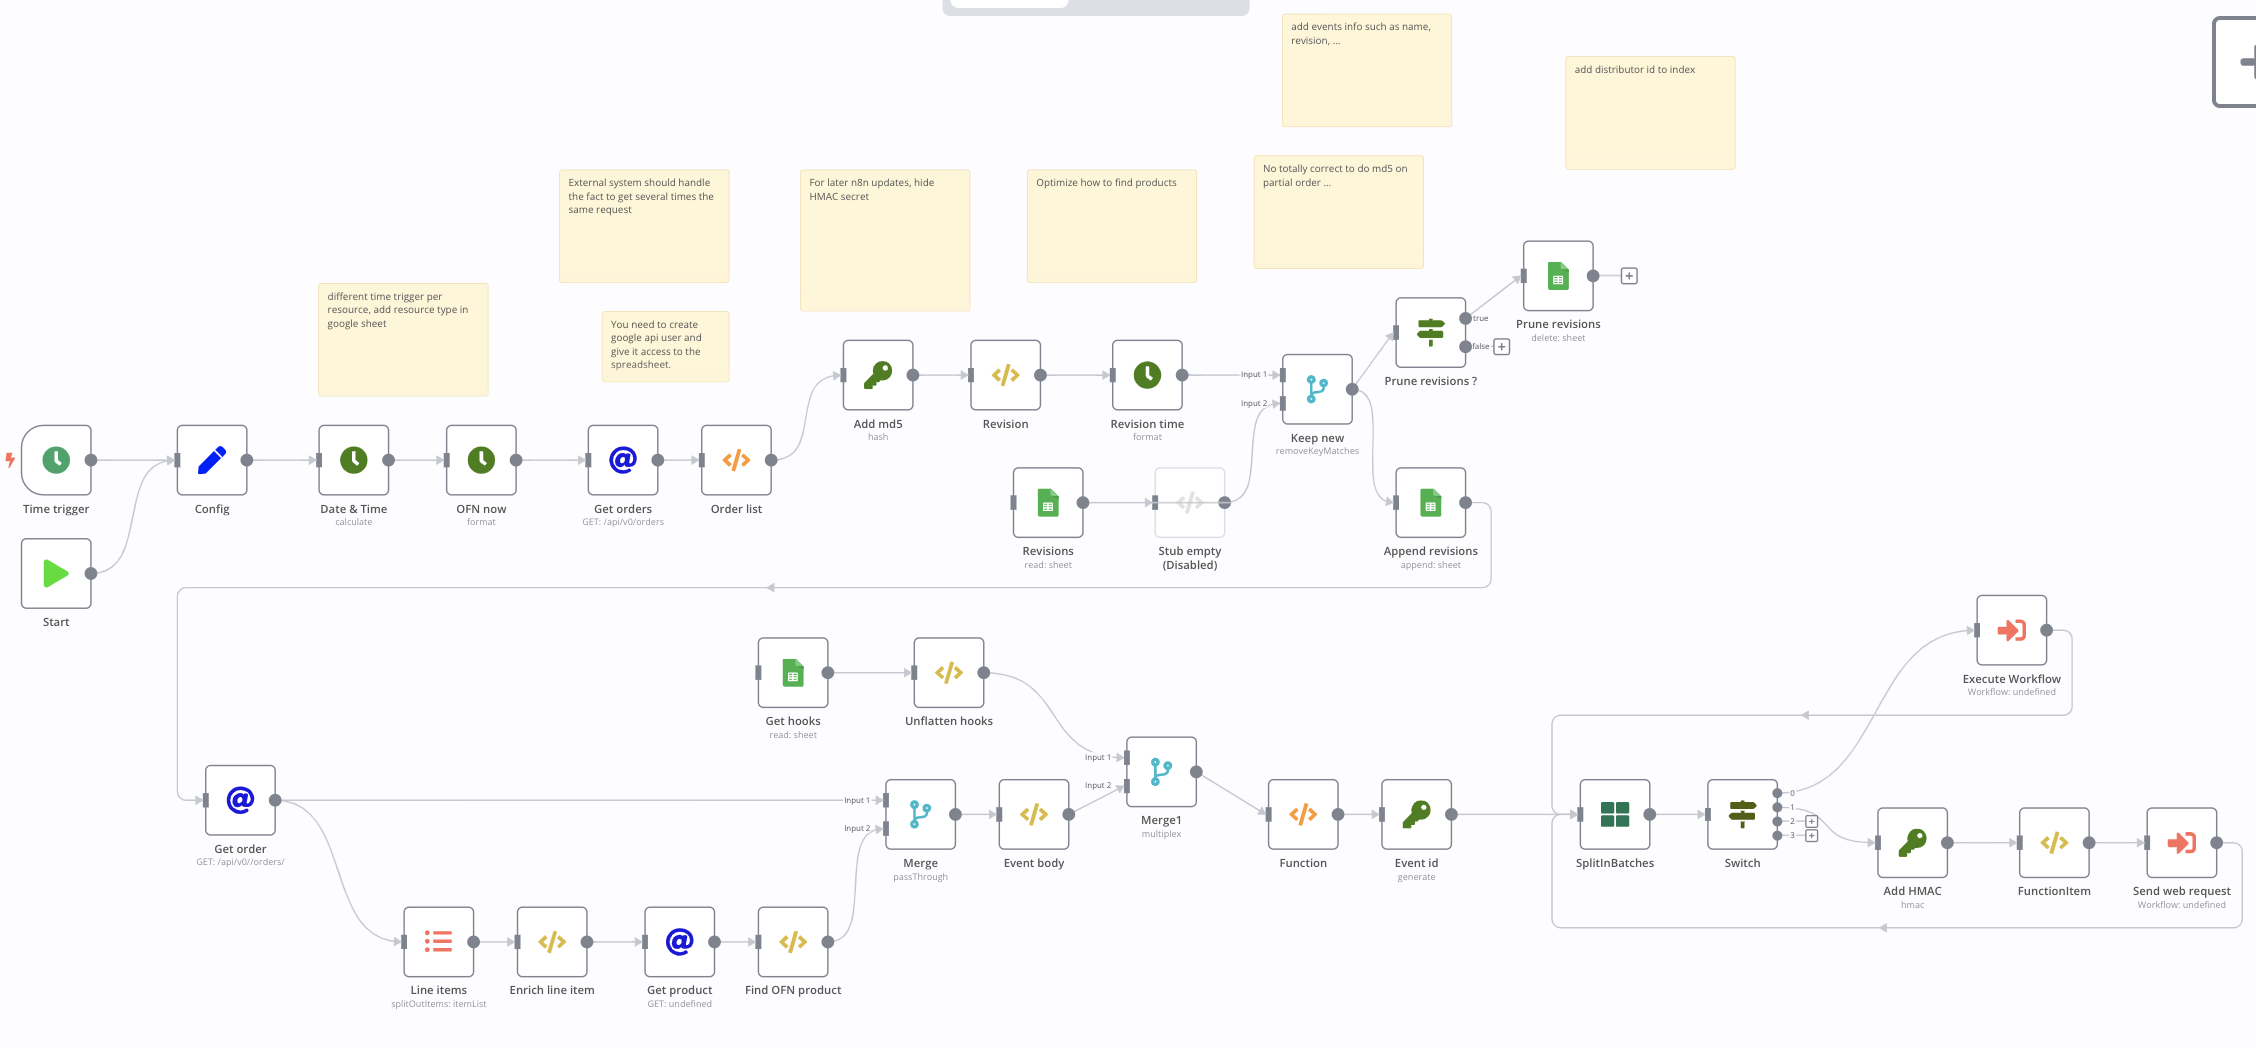 add events info such as name,
revision, ...
add distributor id to index
External system should handle
the fact to get several times the
same request
For later n8n updates, hide
HMAC secret
Optimize how to find products
No totally correct to do md5 on
partial order ...
different time trigger per
resource, add resource type in
google sheet
You need to create
google api user and
give it access to the
spreadsheet.
Prune revisions
delete: sheet
true
false
Prune revisions ?
Add md5
hash
Revision
Revision time
format
Input 1
Input 2
Keep new
removeKeyMatches
Time trigger
Config
Date & Time
calculate
OFN now
format
Get orders
GET: /api/v0/orders
Order list
Revisions
read: sheet
Stub empty
(Disabled)
Append revisions
append: sheet
Start
Execute Workflow
Workflow: undefined
Get hooks
read: sheet
Unflatten hooks
Input 1
Input 2
Merge1
multiplex
Get order
GET: /api/v0//orders/
Input 1
Input 2
Merge
passThrough
Event body
Function
Event id
generate
SplitInBatches
0
1
2
3
Switch
Add HMAC
hmac
FunctionItem
Send web request
Workflow: undefined
Line items
splitOutItems: itemList
Enrich line item
Get product
GET: undefined
Find OFN product